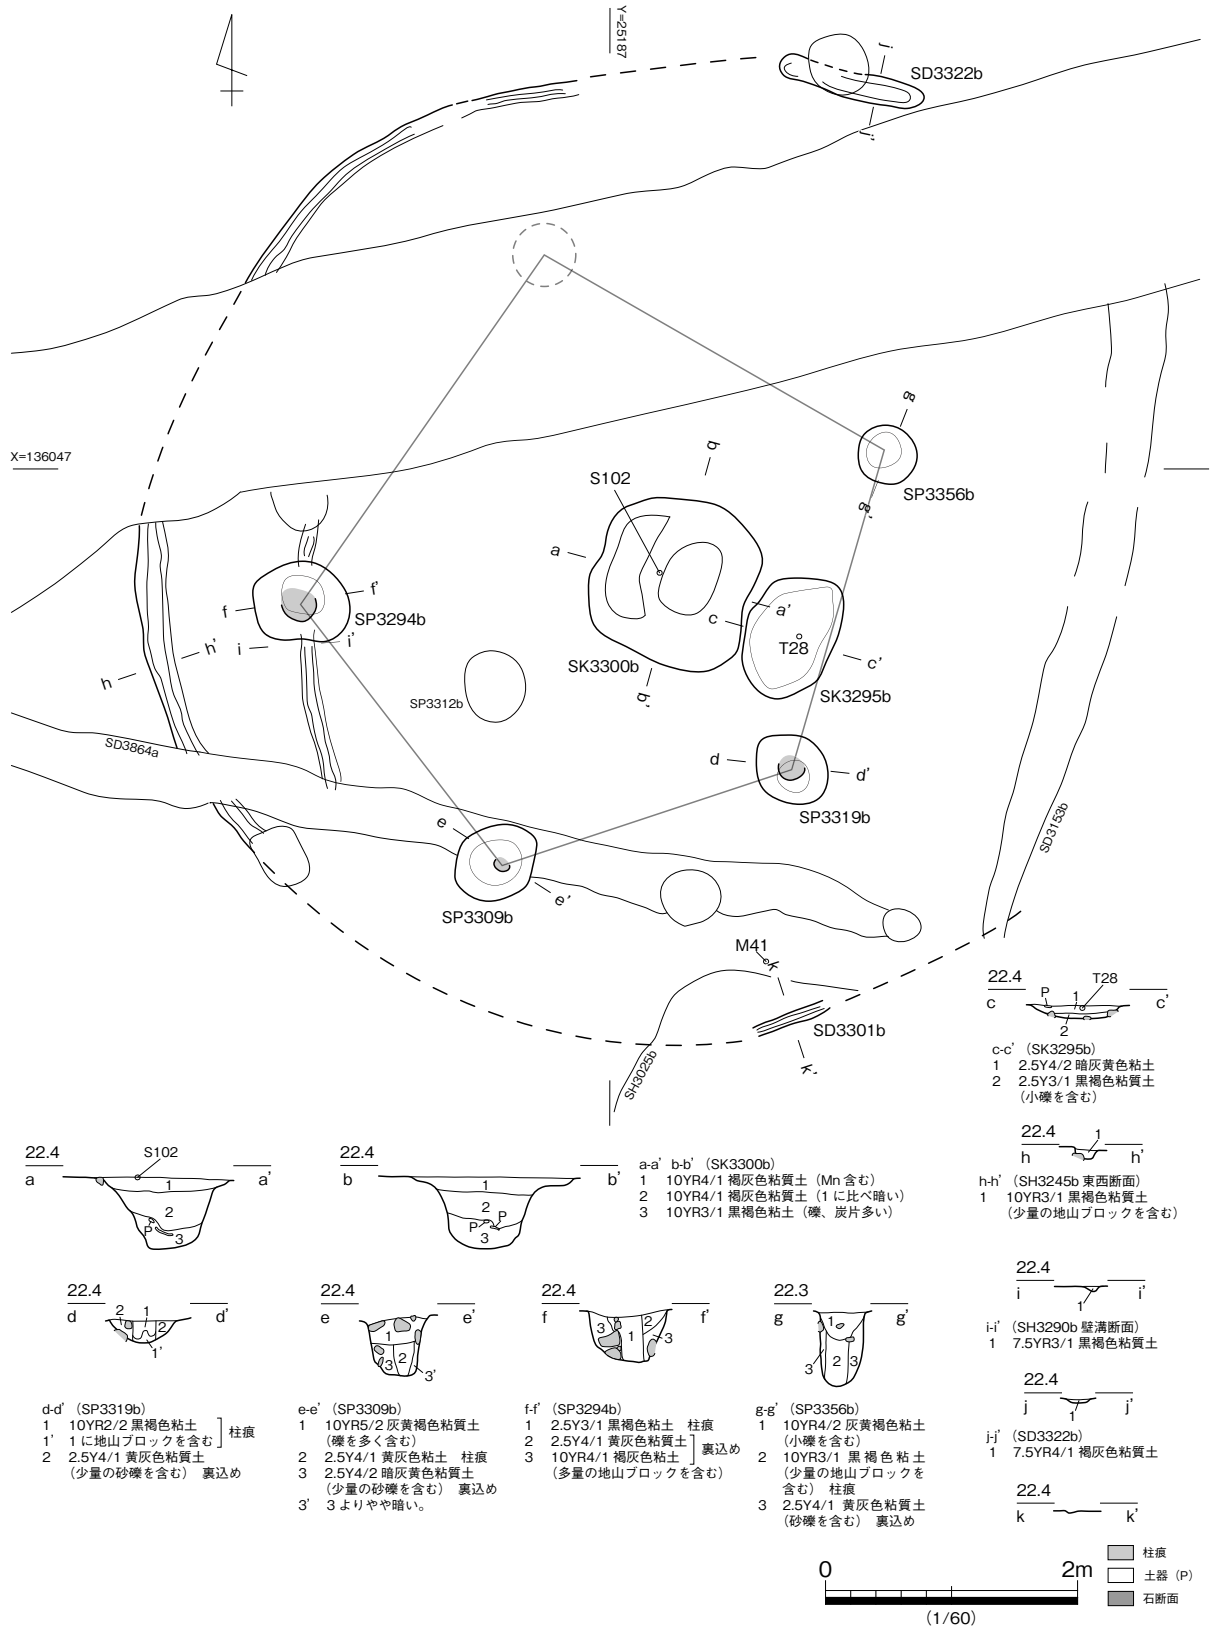 Y=25187
j
SD3322b
j'
X=136047
g
SP3356b
g'
b
S102
a
a'
c
T28
c'
SK3300b
SK3295b
b'
f'
f
SP3294b
h'
i
i'
h
SP3312b
SD3864a
d
d'
SP3319b
e
e'
SP3309b
SD3153b
M41
k
SD3301b
k'
SH3025b
22.4
T28
P
1
c
c'
2
c-c'（SK3295b）
1 2.5Y4/2 暗灰黄色粘土
2 2.5Y3/1 黒褐色粘質土
（小礫を含む）
22.4
1
h
h'
h-h'（SH3245b 東西断面）
1 10YR3/1 黒褐色粘質土
（少量の地山ブロックを含む）
22.4
S102
a
a'
1
2
P
3
22.4
b
b'
1
2
P
P
3
a-a' b-b'（SK3300b）
1 10YR4/1 褐灰色粘質土（Mn 含む）
2 10YR4/1 褐灰色粘質土（1 に比べ暗い）
3 10YR3/1 黒褐色粘土（礫、炭片多い）
22.4
i
i'
1
i-i'（SH3290b 壁溝断面）
1 7.5YR3/1 黒褐色粘質土
22.4
d
d'
2
1
2
1'
22.4
e
e'
1
3
2
3'
22.4
f
f'
3
2
1
3
22.3
g
g'
1
3
2
3
d-d'（SP3319b）
1 10YR2/2 黒褐色粘土
1' 1 に地山ブロックを含む
柱痕
2 2.5Y4/1 黄灰色粘質土
（少量の砂礫を含む） 裏込め
e-e'（SP3309b）
1 10YR5/2 灰黄褐色粘質土
（礫を多く含む）
2 2.5Y4/1 黄灰色粘土 柱痕
3 2.5Y4/2 暗灰黄色粘質土
（少量の砂礫を含む） 裏込め
3' 3 よりやや暗い。
f-f'（SP3294b）
1 2.5Y3/1 黒褐色粘土 柱痕
2 2.5Y4/1 黄灰色粘質土
3 10YR4/1 褐灰色粘土
裏込め
（多量の地山ブロックを含む）
g-g'（SP3356b）
1 10YR4/2 灰黄褐色粘質土
（小礫を含む）
2 10YR3/1 黒褐色粘土
（少量の地山ブロックを
含む） 柱痕
3 2.5Y4/1 黄灰色粘質土
（砂礫を含む） 裏込め
22.4
j
j'
1
j-j'（SD3322b）
1 7.5YR4/1 褐灰色粘質土
22.4
k
k'
0
2m
(1/60)
柱痕
土器（P）
石断面